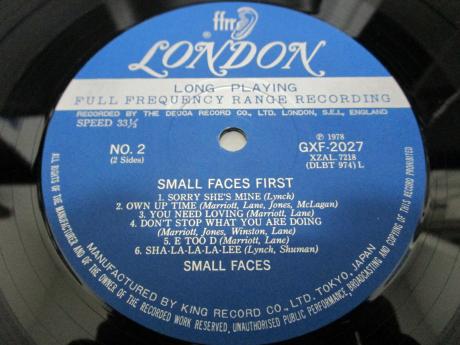 ffrr
LONDON
LONG PLAYING
FULL FREQUENCY RANGE RECORDING
RECORDED BY THE DECCA RECORD CO., LTD. LONDON, S.E.I., ENGLAND
SPEED 33⅓
NO. 2
(2 Sides)
℗ 1978
GXF-2027
XZAL. 7218
(DLBT 974) L
SMALL FACES FIRST
1. SORRY SHE'S MINE (Lynch)
2. OWN UP TIME (Marriott, Lane, Jones, McLagan)
3. YOU NEED LOVING (Marriott, Lane)
4. DON'T STOP WHAT YOU ARE DOING
(Marriott, Jones, Winston, Lane)
5. E TOO D (Marriott, Lane)
6. SHA-LA-LA-LA-LEE (Lynch, Shuman)
SMALL FACES
MANUFACTURED BY KING RECORD CO., LTD. TOKYO, JAPAN
ALL RIGHTS OF THE MANUFACTURER AND OF THE OWNER OF THE RECORDED WORK RESERVED, UNAUTHORISED PUBLIC PERFORMANCE, BROADCASTING AND COPYING OF THIS RECORD PROHIBITED